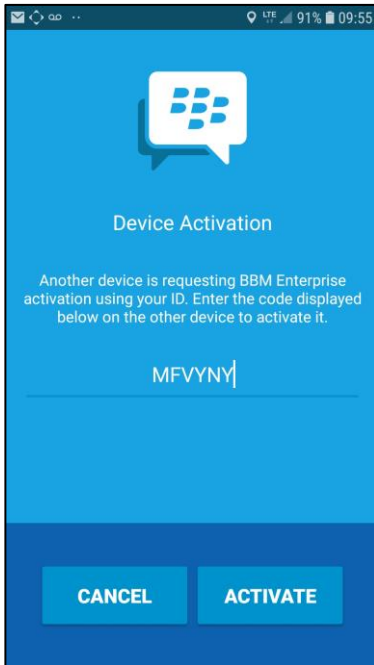 LTE 91% 09:55
Device Activation
Another device is requesting BBM Enterprise
activation using your ID. Enter the code displayed
below on the other device to activate it.
MFVYNY
CANCEL
ACTIVATE